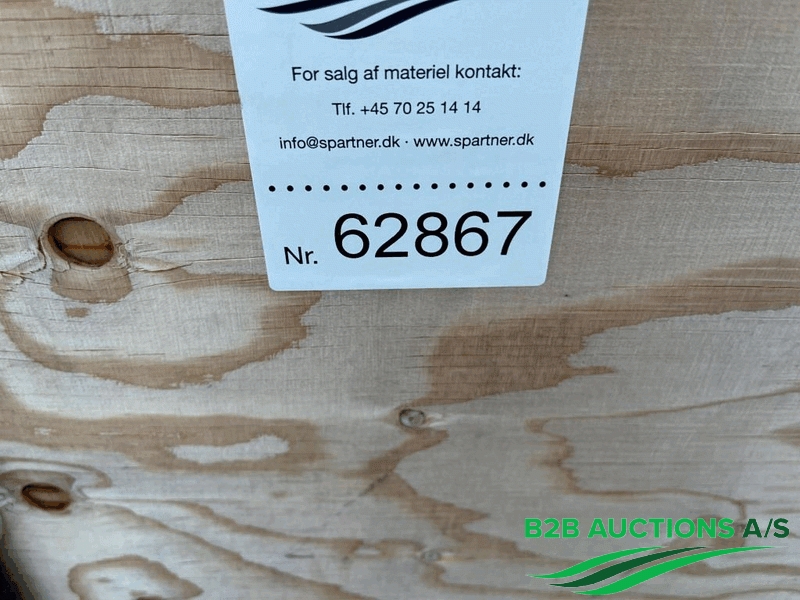 For salg af materiel kontakt:
Tlf. +45 70 25 14 14
info@spartner.dk · www.spartner.dk
Nr. 62867
B2B AUCTIONS A/S